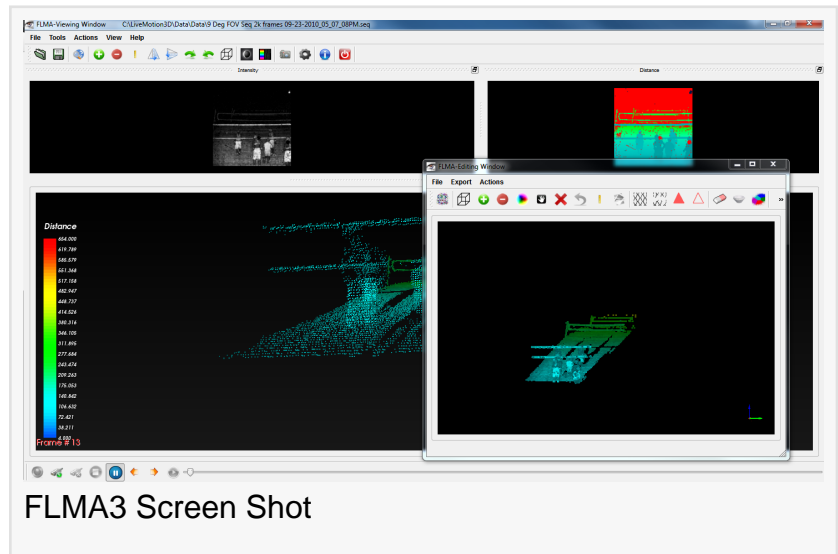 FLMA-Viewing Window C:\LiveMotion3D\Data\Data\9 Deg FOV Seq 2k frames 09-23-2010_05_07_08PM.seq
File Tools Actions View Help
Intensity
Distance
FLMA-Editing Window
File Export Actions
Distance
654.000
619.789
585.579
551.368
517.158
482.947
448.737
414.526
380.316
346.105
311.895
277.684
243.474
209.263
175.053
140.842
106.632
72.421
38.211
4.000
Frame # 13
FLMA3 Screen Shot